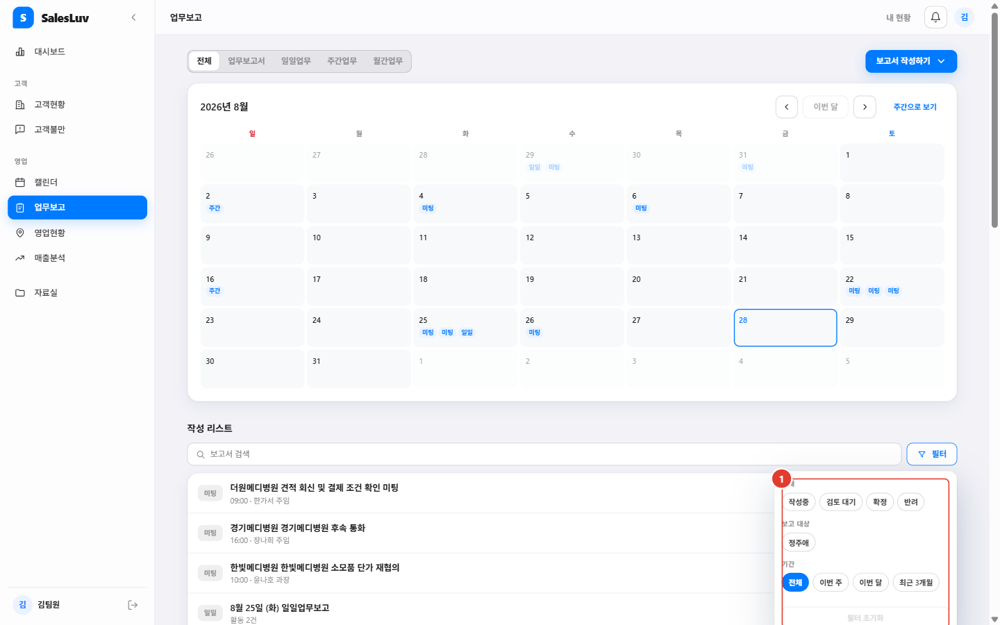 S SalesLuv
대시보드
고객
고객현황
고객불만
영업
캘린더
업무보고
영업현황
매출분석
자료실
김 김팀원
업무보고
내 현황
김
전체 업무보고서 일일업무 주간업무 월간업무
보고서 작성하기
2026년 8월
이번 달
주간으로 보기
일 월 화 수 목 금 토
26 27 28 29 30 31 1
일일 미팅 미팅
2 3 4 5 6 7 8
주간 미팅 미팅
9 10 11 12 13 14 15
16 17 18 19 20 21 22
주간 미팅 미팅 미팅
23 24 25 26 27 28 29
미팅 미팅 일일 미팅
30 31 1 2 3 4 5
작성 리스트
보고서 검색
필터
미팅 더원메디병원 견적 회신 및 결제 조건 확인 미팅
09:00 · 한가서 주임
미팅 경기메디병원 경기메디병원 후속 통화
16:00 · 장나희 주임
미팅 한빛메디병원 한빛메디병원 소모품 단가 재협의
10:00 · 윤나호 과장
일일 8월 25일 (화) 일일업무보고
활동 2건
1
작성중 검토 대기 확정 반려
보고 대상
정주애
기간
전체 이번 주 이번 달 최근 3개월
필터 초기화